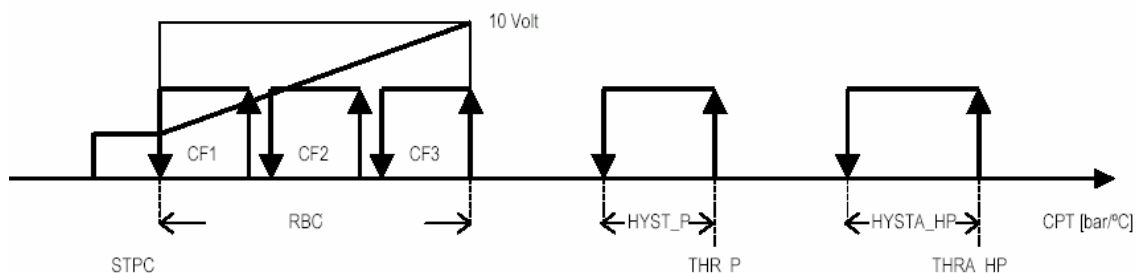 10 Volt
CF1
CF2
CF3
RBC
HYST_P
HYSTA_HP
CPT [bar/ºC]
STPC
THR_P
THRA_HP